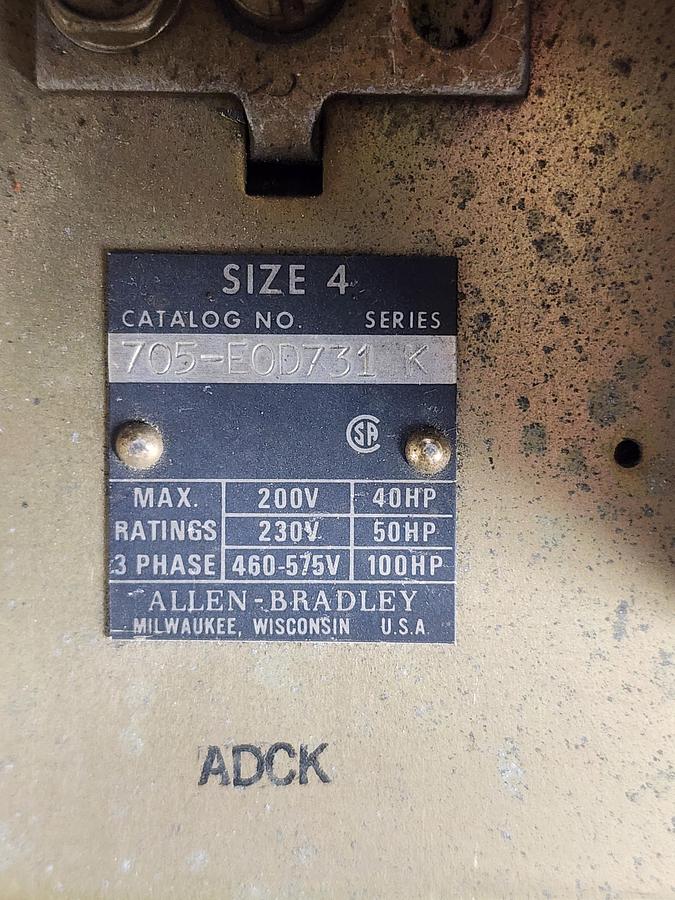 SIZE 4
CATALOG NO. SERIES
705-EOD731 K
SA
MAX. 200V 40HP
RATINGS 230V 50HP
3 PHASE 460-575V 100HP
ALLEN-BRADLEY
MILWAUKEE, WISCONSIN U.S.A
ADCK